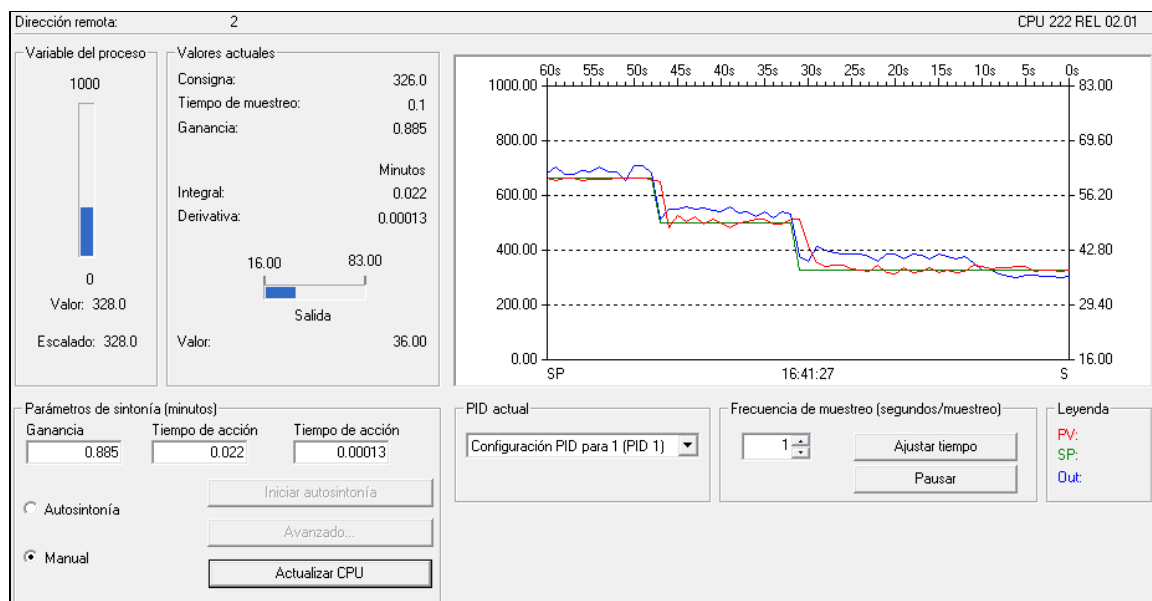 Dirección remota: 2 CPU 222 REL 02.01
Variable del proceso
1000
0
Valor: 328.0
Escalado: 328.0
Valores actuales
Consigna: 326.0
Tiempo de muestreo: 0.1
Ganancia: 0.885
Minutos
Integral: 0.022
Derivativa: 0.00013
16.00 83.00
Salida
Valor: 36.00
60s 55s 50s 45s 40s 35s 30s 25s 20s 15s 10s 5s 0s
1000.00 83.00
800.00 69.60
600.00 56.20
400.00 42.80
200.00 29.40
0.00 16.00
SP 16:41:27 S
Parámetros de sintonía (minutos)
Ganancia Tiempo de acción Tiempo de acción
0.885 0.022 0.00013
Autosintonía
Manual
Iniciar autosintonía
Avanzado...
Actualizar CPU
PID actual
Configuración PID para 1 (PID 1)
Frecuencia de muestreo (segundos/muestreo)
1
Ajustar tiempo
Pausar
Leyenda
PV:
SP:
Out: